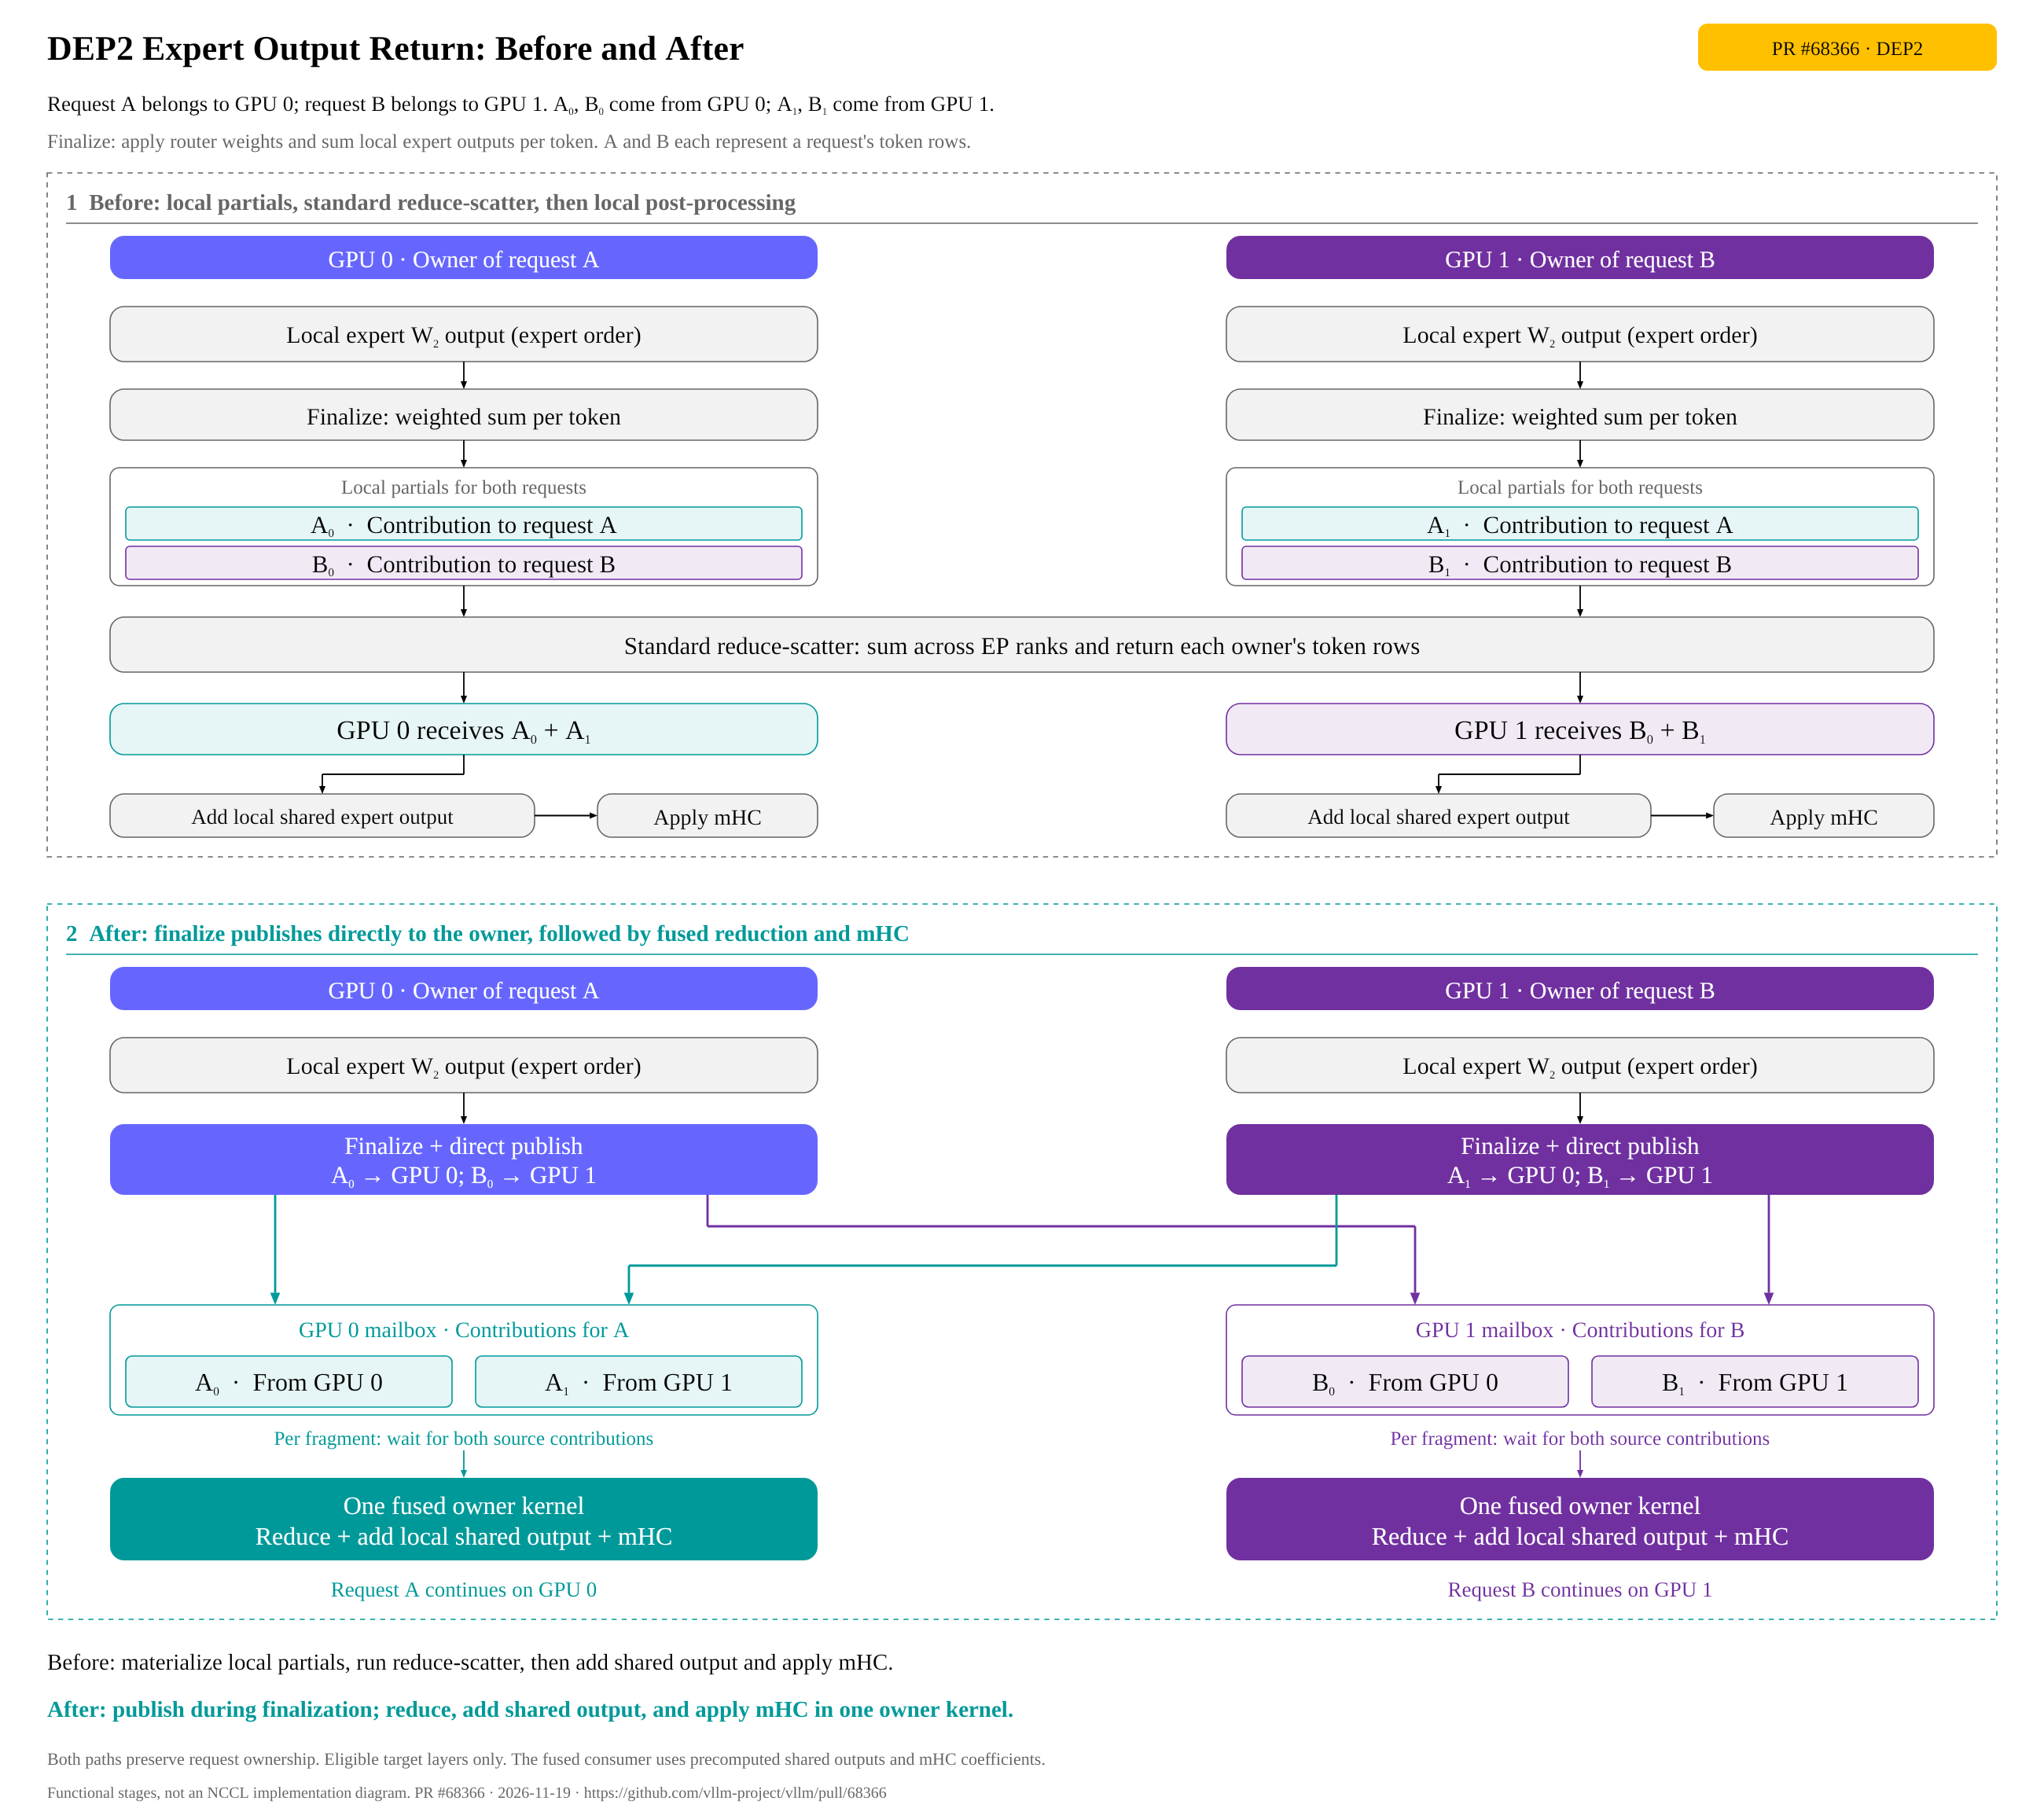 DEP2 Expert Output Return: Before and After
PR #68366 · DEP2
Request A belongs to GPU 0; request B belongs to GPU 1. A₀, B₀ come from GPU 0; A₁, B₁ come from GPU 1.
Finalize: apply router weights and sum local expert outputs per token. A and B each represent a request's token rows.
1 Before: local partials, standard reduce-scatter, then local post-processing
GPU 0 · Owner of request A
GPU 1 · Owner of request B
Local expert W₂ output (expert order)
Local expert W₂ output (expert order)
Finalize: weighted sum per token
Finalize: weighted sum per token
Local partials for both requests
Local partials for both requests
A₀ · Contribution to request A
A₁ · Contribution to request A
B₀ · Contribution to request B
B₁ · Contribution to request B
Standard reduce-scatter: sum across EP ranks and return each owner's token rows
GPU 0 receives A₀ + A₁
GPU 1 receives B₀ + B₁
Add local shared expert output
Apply mHC
Add local shared expert output
Apply mHC
2 After: finalize publishes directly to the owner, followed by fused reduction and mHC
GPU 0 · Owner of request A
GPU 1 · Owner of request B
Local expert W₂ output (expert order)
Local expert W₂ output (expert order)
Finalize + direct publish
A₀ → GPU 0; B₀ → GPU 1
Finalize + direct publish
A₁ → GPU 0; B₁ → GPU 1
GPU 0 mailbox · Contributions for A
GPU 1 mailbox · Contributions for B
A₀ · From GPU 0
A₁ · From GPU 1
B₀ · From GPU 0
B₁ · From GPU 1
Per fragment: wait for both source contributions
Per fragment: wait for both source contributions
One fused owner kernel
Reduce + add local shared output + mHC
One fused owner kernel
Reduce + add local shared output + mHC
Request A continues on GPU 0
Request B continues on GPU 1
Before: materialize local partials, run reduce-scatter, then add shared output and apply mHC.
After: publish during finalization; reduce, add shared output, and apply mHC in one owner kernel.
Both paths preserve request ownership. Eligible target layers only. The fused consumer uses precomputed shared outputs and mHC coefficients.
Functional stages, not an NCCL implementation diagram. PR #68366 · 2026-11-19 · https://github.com/vllm-project/vllm/pull/68366